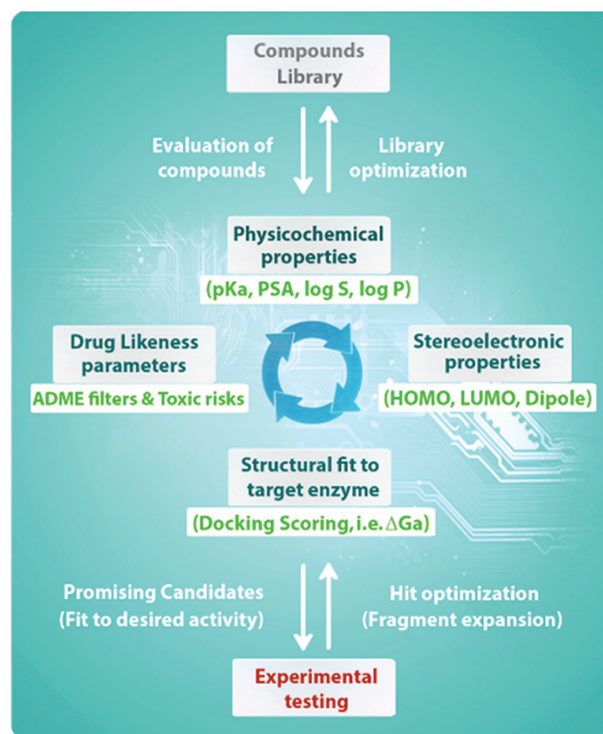 Compounds
Library
Evaluation of
compounds
Library
optimization
Physicochemical
properties
(pKa, PSA, log S, log P)
Drug Likeness
parameters
ADME filters & Toxic risks
Stereoelectronic
properties
(HOMO, LUMO, Dipole)
Structural fit to
target enzyme
(Docking Scoring, i.e. ΔGa)
Promising Candidates
(Fit to desired activity)
Hit optimization
(Fragment expansion)
Experimental
testing